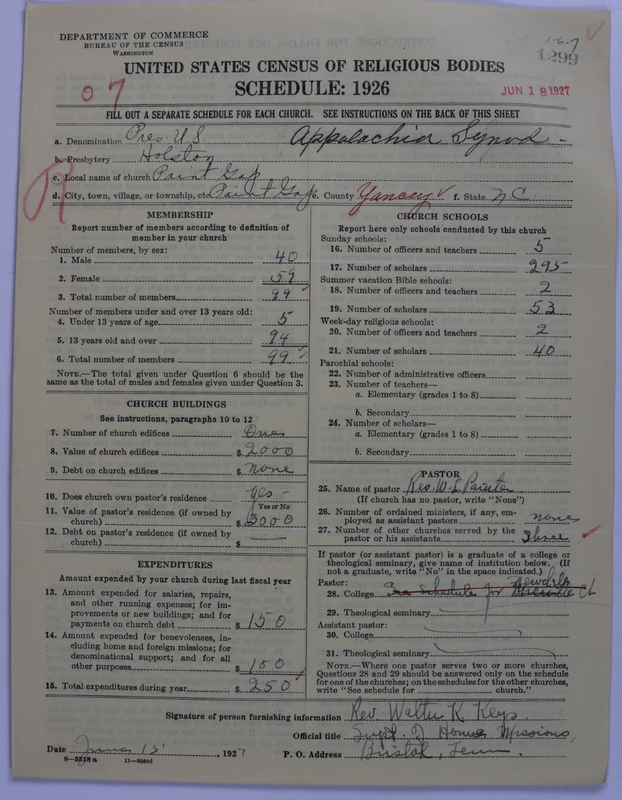 DEPARTMENT OF COMMERCE
BUREAU OF THE CENSUS
WASHINGTON
1-6-7
1299
UNITED STATES CENSUS OF RELIGIOUS BODIES
SCHEDULE: 1926
07
JUN 18 1927
FILL OUT A SEPARATE SCHEDULE FOR EACH CHURCH. SEE INSTRUCTIONS ON THE BACK OF THIS SHEET
a. Denomination Pres. U.S. Appalachia Synod
b. Presbytery Holston
c. Local name of church Paint Gap
d. City, town, village, or township, etc. Paint Gap e. County Yancey f. State N.C.
MEMBERSHIP
Report number of members according to definition of
member in your church
Number of members, by sex:
1. Male 40
2. Female 59
3. Total number of members 99
Number of members under and over 13 years old:
4. Under 13 years of age 5
5. 13 years old and over 94
6. Total number of members 99
NOTE.—The total given under Question 6 should be the
same as the total of males and females given under Question 3.
CHURCH BUILDINGS
See instructions, paragraphs 10 to 12
7. Number of church edifices One
8. Value of church edifices $ 2000
9. Debt on church edifices $ none
10. Does church own pastor's residence yes -
Yes or No
11. Value of pastor's residence (if owned by
church) $ 3000
12. Debt on pastor's residence (if owned by
church) $
EXPENDITURES
Amount expended by your church during last fiscal year
13. Amount expended for salaries, repairs,
and other running expenses; for im-
provements or new buildings; and for
payments on church debt $ 150
14. Amount expended for benevolences, in-
cluding home and foreign missions; for
denominational support; and for all
other purposes $ 100
15. Total expenditures during year $ 250
CHURCH SCHOOLS
Report here only schools conducted by this church
Sunday schools:
16. Number of officers and teachers 5
17. Number of scholars 295
Summer vacation Bible schools:
18. Number of officers and teachers 2
19. Number of scholars 53
Week-day religious schools:
20. Number of officers and teachers 2
21. Number of scholars 40
Parochial schools:
22. Number of administrative officers
23. Number of teachers—
a. Elementary (grades 1 to 8)
b. Secondary
24. Number of scholars—
a. Elementary (grades 1 to 8)
b. Secondary
PASTOR
25. Name of pastor Rev. W. L. Painter
(If church has no pastor, write "None")
26. Number of ordained ministers, if any, em-
ployed as assistant pastors none
27. Number of other churches served by the
pastor or his assistants Three
If pastor (or assistant pastor) is a graduate of a college or
theological seminary, give name of institution below. (If
not a graduate, write "No" in the space indicated.)
Pastor:
28. College See Schedule for Ch
29. Theological seminary
Assistant pastor:
30. College
31. Theological seminary
NOTE.—Where one pastor serves two or more churches,
Questions 28 and 29 should be answered only on the schedule
for one of the churches; on the schedules for the other churches,
write "See schedule for church."
Signature of person furnishing information Rev. Walter K. Keys
Official title Supt. of Home Missions,
Date June 15 , 1927
P. O. Address Bristol, Tenn.
8-5518a 11-9050d